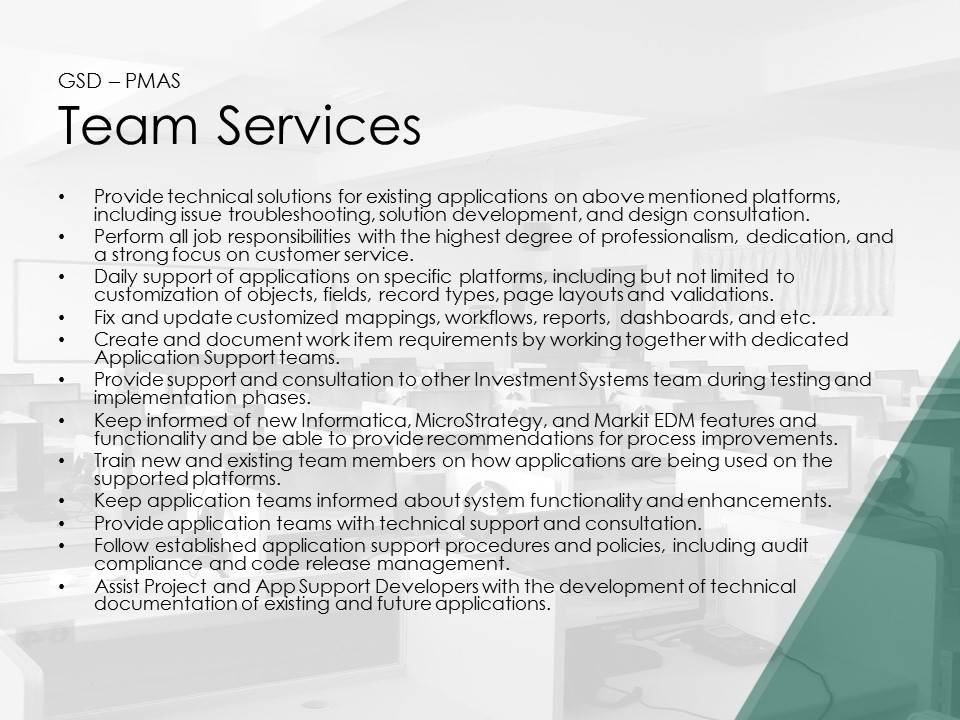 GSD – PMAS
Team Services
• Provide technical solutions for existing applications on above mentioned platforms,
including issue troubleshooting, solution development, and design consultation.
• Perform all job responsibilities with the highest degree of professionalism, dedication, and
a strong focus on customer service.
• Daily support of applications on specific platforms, including but not limited to
customization of objects, fields, record types, page layouts and validations.
• Fix and update customized mappings, workflows, reports, dashboards, and etc.
• Create and document work item requirements by working together with dedicated
Application Support teams.
• Provide support and consultation to other Investment Systems team during testing and
implementation phases.
• Keep informed of new Informatica, MicroStrategy, and Markit EDM features and
functionality and be able to provide recommendations for process improvements.
• Train new and existing team members on how applications are being used on the
supported platforms.
• Keep application teams informed about system functionality and enhancements.
• Provide application teams with technical support and consultation.
• Follow established application support procedures and policies, including audit
compliance and code release management.
• Assist Project and App Support Developers with the development of technical
documentation of existing and future applications.